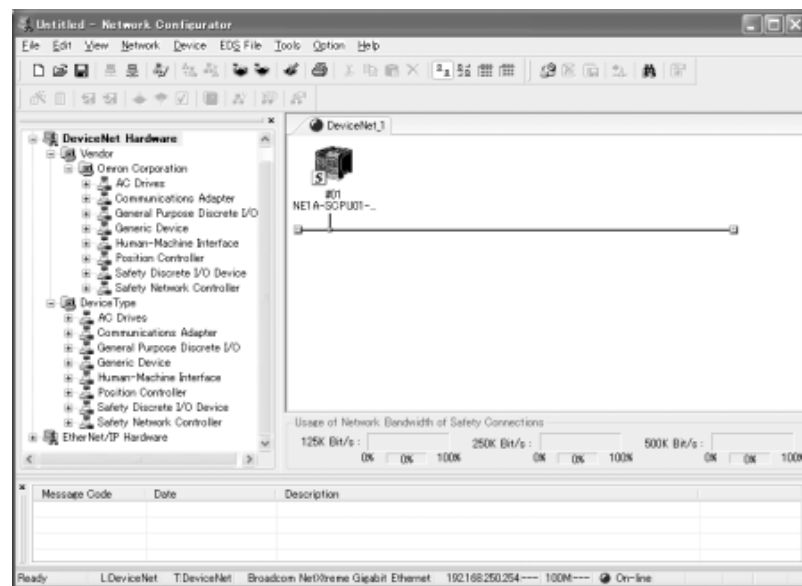 Untitled - Network Configurator
File Edit View Network Device EDS File Tools Option Help
DeviceNet Hardware
Vendor
Omron Corporation
AC Drives
Communications Adapter
General Purpose Discrete I/O
Generic Device
Human-Machine Interface
Position Controller
Safety Discrete I/O Device
Safety Network Controller
DeviceType
AC Drives
Communications Adapter
General Purpose Discrete I/O
Generic Device
Human-Machine Interface
Position Controller
Safety Discrete I/O Device
Safety Network Controller
EtherNet/IP Hardware
DeviceNet_1
S
#01
NE1A-SCPU01-...
Usage of Network Bandwidth of Safety Connections
125K Bit/s : 250K Bit/s : 500K Bit/s :
0% 0% 100% 0% 0% 100% 0% 0% 100%
Message Code Date Description
Ready L:DeviceNet T:DeviceNet Broadcom NetXtreme Gigabit Ethernet 192.168.250.254:--- 100M--- On-line